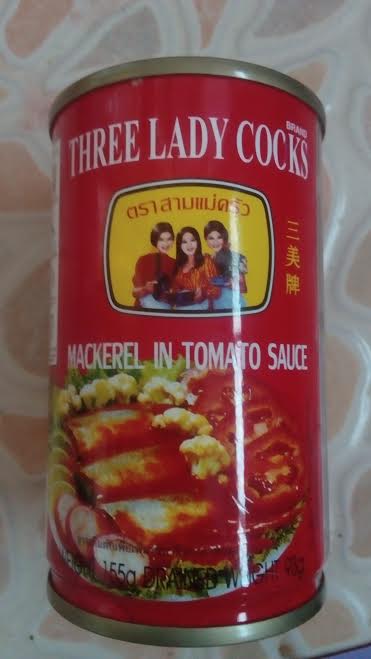 THREE LADY COCKS
BRAND
ตราสามแม่ครัว
三美牌
MACKEREL IN TOMATO SAUCE
155g DRAINED WEIGHT